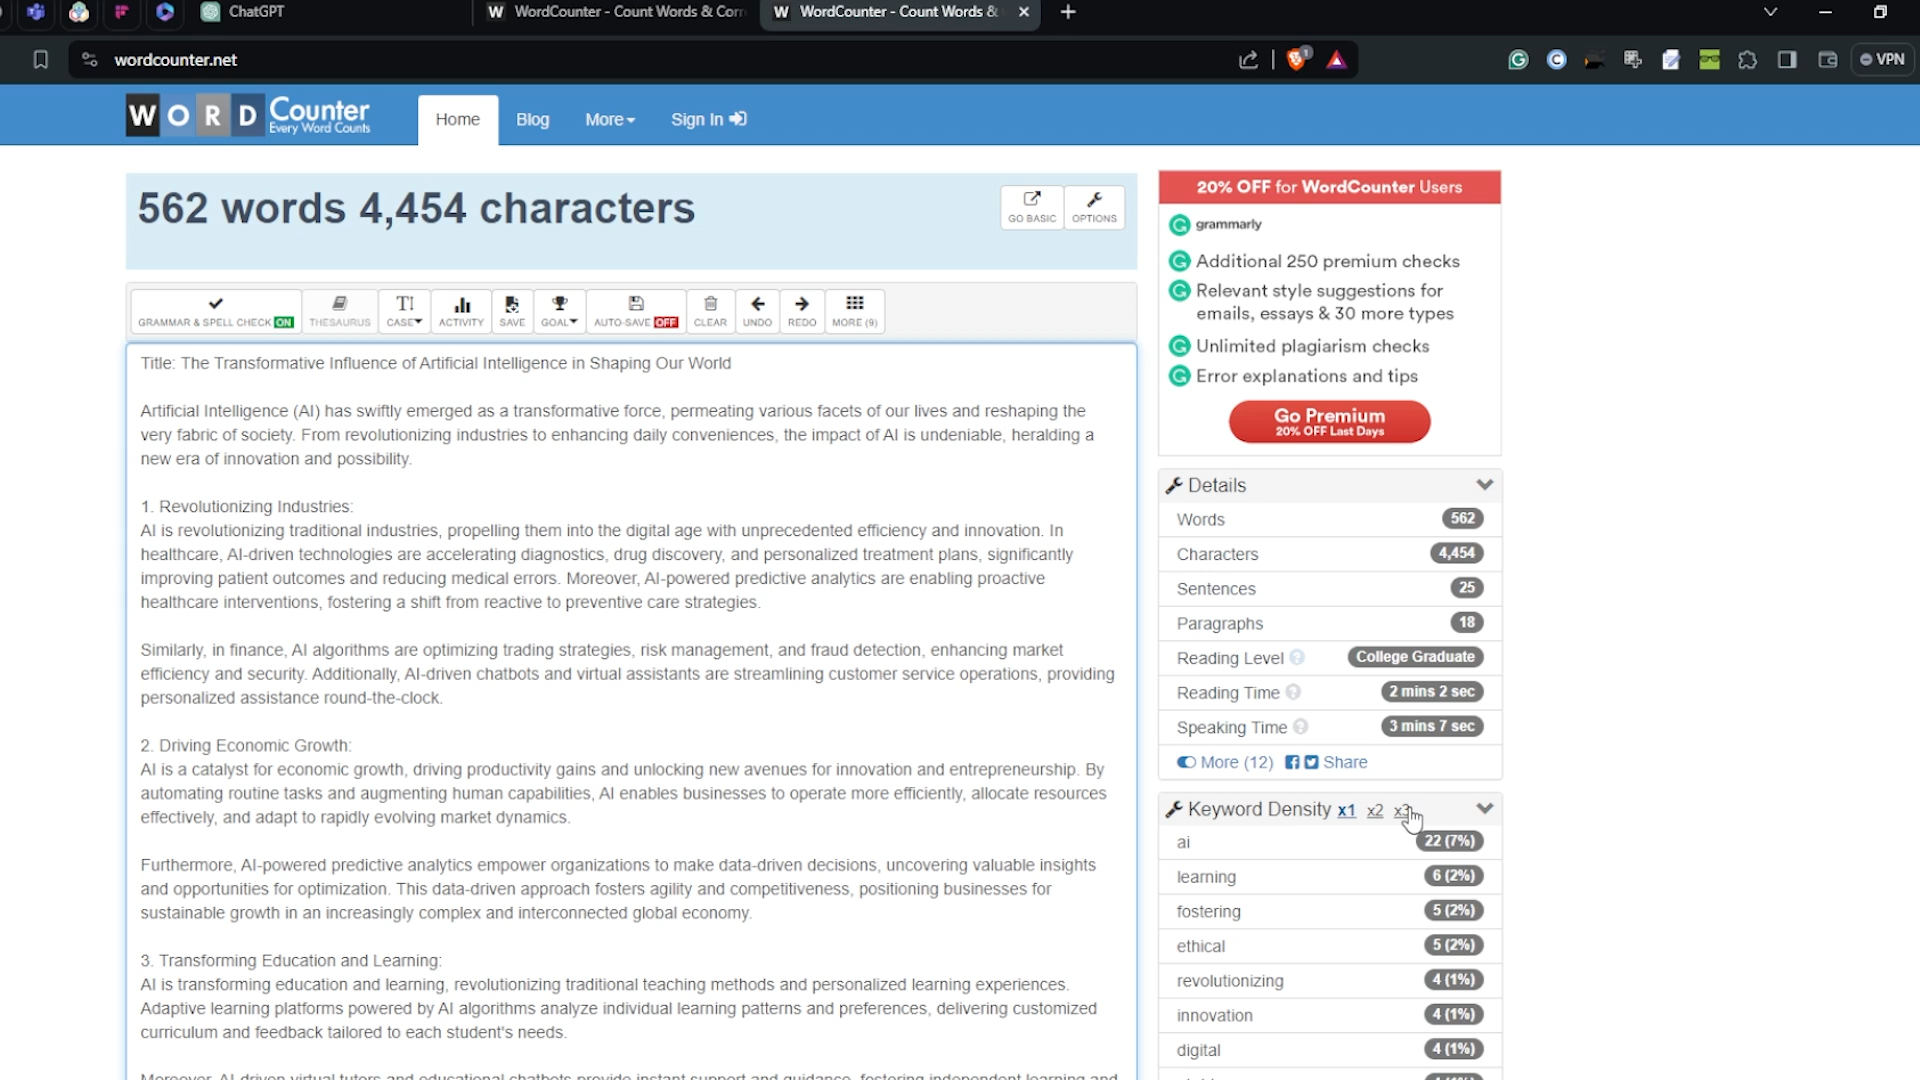 ChatGPT
WordCounter - Count Words & Corr
WordCounter - Count Words &
wordcounter.net
1
VPN
WORD Counter
Every Word Counts
Home
Blog
More
Sign In
562 words 4,454 characters
GO BASIC
OPTIONS
GRAMMAR & SPELL CHECK ON
THESAURUS
CASE
ACTIVITY
SAVE
GOAL
AUTO-SAVE OFF
CLEAR
UNDO
REDO
MORE (9)
Title: The Transformative Influence of Artificial Intelligence in Shaping Our World
Artificial Intelligence (AI) has swiftly emerged as a transformative force, permeating various facets of our lives and reshaping the
very fabric of society. From revolutionizing industries to enhancing daily conveniences, the impact of AI is undeniable, heralding a
new era of innovation and possibility.
1. Revolutionizing Industries:
AI is revolutionizing traditional industries, propelling them into the digital age with unprecedented efficiency and innovation. In
healthcare, AI-driven technologies are accelerating diagnostics, drug discovery, and personalized treatment plans, significantly
improving patient outcomes and reducing medical errors. Moreover, AI-powered predictive analytics are enabling proactive
healthcare interventions, fostering a shift from reactive to preventive care strategies.
Similarly, in finance, AI algorithms are optimizing trading strategies, risk management, and fraud detection, enhancing market
efficiency and security. Additionally, AI-driven chatbots and virtual assistants are streamlining customer service operations, providing
personalized assistance round-the-clock.
2. Driving Economic Growth:
AI is a catalyst for economic growth, driving productivity gains and unlocking new avenues for innovation and entrepreneurship. By
automating routine tasks and augmenting human capabilities, AI enables businesses to operate more efficiently, allocate resources
effectively, and adapt to rapidly evolving market dynamics.
Furthermore, AI-powered predictive analytics empower organizations to make data-driven decisions, uncovering valuable insights
and opportunities for optimization. This data-driven approach fosters agility and competitiveness, positioning businesses for
sustainable growth in an increasingly complex and interconnected global economy.
3. Transforming Education and Learning:
AI is transforming education and learning, revolutionizing traditional teaching methods and personalized learning experiences.
Adaptive learning platforms powered by AI algorithms analyze individual learning patterns and preferences, delivering customized
curriculum and feedback tailored to each student's needs.
Moreover, AI-driven virtual tutors and educational chatbots provide instant support and guidance, fostering independent learning and
20% OFF for WordCounter Users
grammarly
Additional 250 premium checks
Relevant style suggestions for
emails, essays & 30 more types
Unlimited plagiarism checks
Error explanations and tips
Go Premium
20% OFF Last Days
Details
Words 562
Characters 4,454
Sentences 25
Paragraphs 18
Reading Level College Graduate
Reading Time 2 mins 2 sec
Speaking Time 3 mins 7 sec
More (12) Share
Keyword Density x1 x2 x3
ai 22 (7%)
learning 6 (2%)
fostering 5 (2%)
ethical 5 (2%)
revolutionizing 4 (1%)
innovation 4 (1%)
digital 4 (1%)